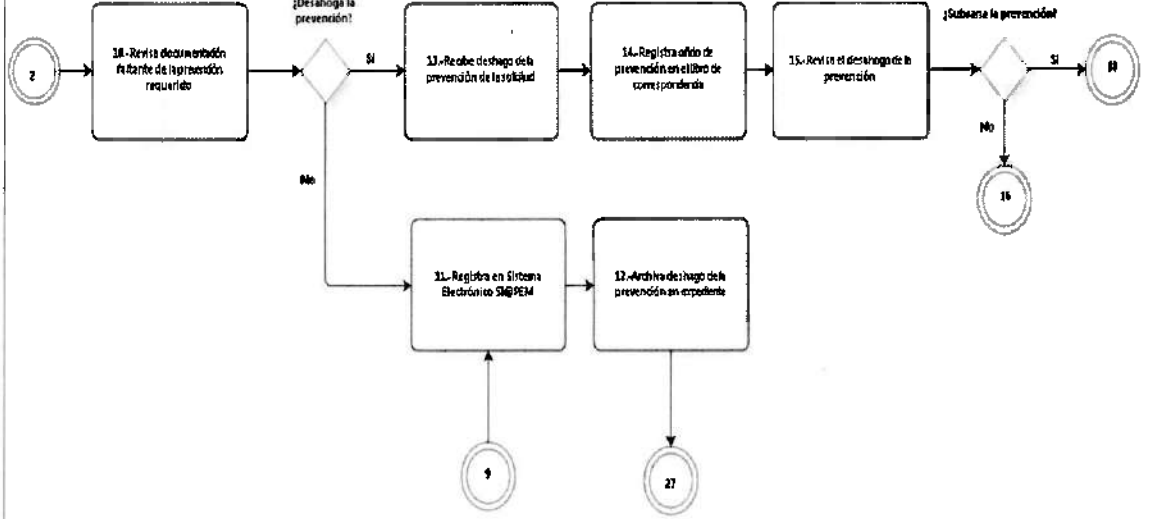 ¿Desahoga la
prevención?
2
10.-Revisa documentación
faltante de la prevención
requerido
Si
13.-Recibe deshago de la
prevención de la solicitud
14.-Registra oficio de
prevención en el libro de
correspondencia
15.-Revisa el desahogo de la
prevención
¿Subsana la prevención?
Si
No
16
No
11.-Registra en Sistema
Electrónico SI@PEM
12.-Archiva deshago de la
prevención en expediente
9
27